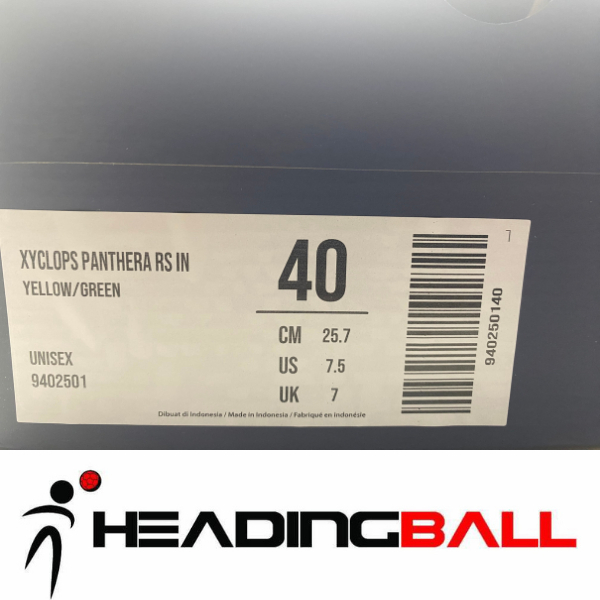 XYCLOPS PANTHERA RS IN
YELLOW/GREEN
UNISEX
9402501
40
CM 25.7
US 7.5
UK 7
Dibuat di Indonesia / Made in Indonesia / Fabriqué en indonésie
7
940250140
HEADINGBALL